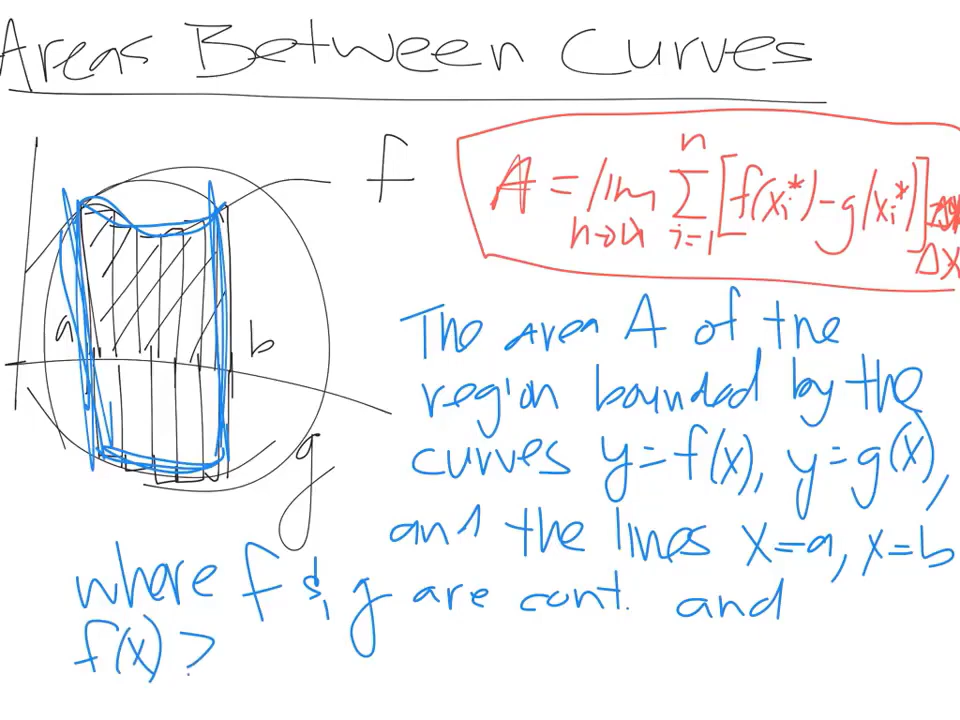 Areas Between Curves
f
A = lim n→∞ n Σ i=1 [f(xi*) - g(xi*)] Δx
a
b
g
The area A of the
region bounded by the
curves y=f(x), y=g(x),
and the lines x=a, x=b
where f & g are cont. and
f(x) >